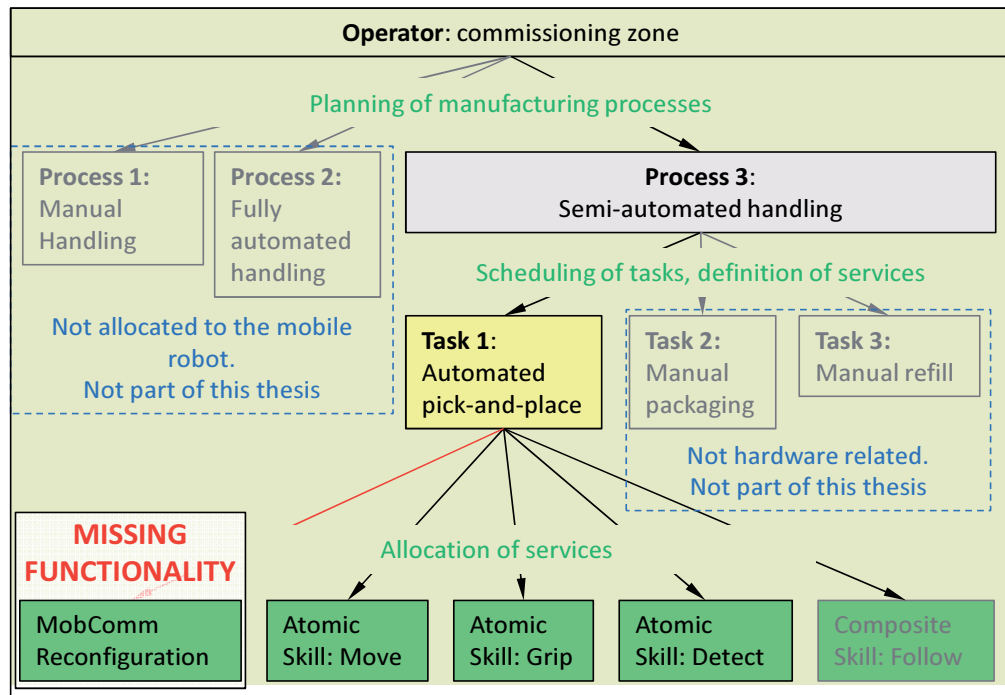 Operator: commissioning zone
Planning of manufacturing processes
Process 1:
Manual
Handling
Process 2:
Fully
automated
handling
Process 3:
Semi-automated handling
Not allocated to the mobile
robot.
Not part of this thesis
Scheduling of tasks, definition of services
Task 1:
Automated
pick-and-place
Task 2:
Manual
packaging
Task 3:
Manual refill
Not hardware related.
Not part of this thesis
MISSING
FUNCTIONALITY
Allocation of services
MobComm
Reconfiguration
Atomic
Skill: Move
Atomic
Skill: Grip
Atomic
Skill: Detect
Composite
Skill: Follow